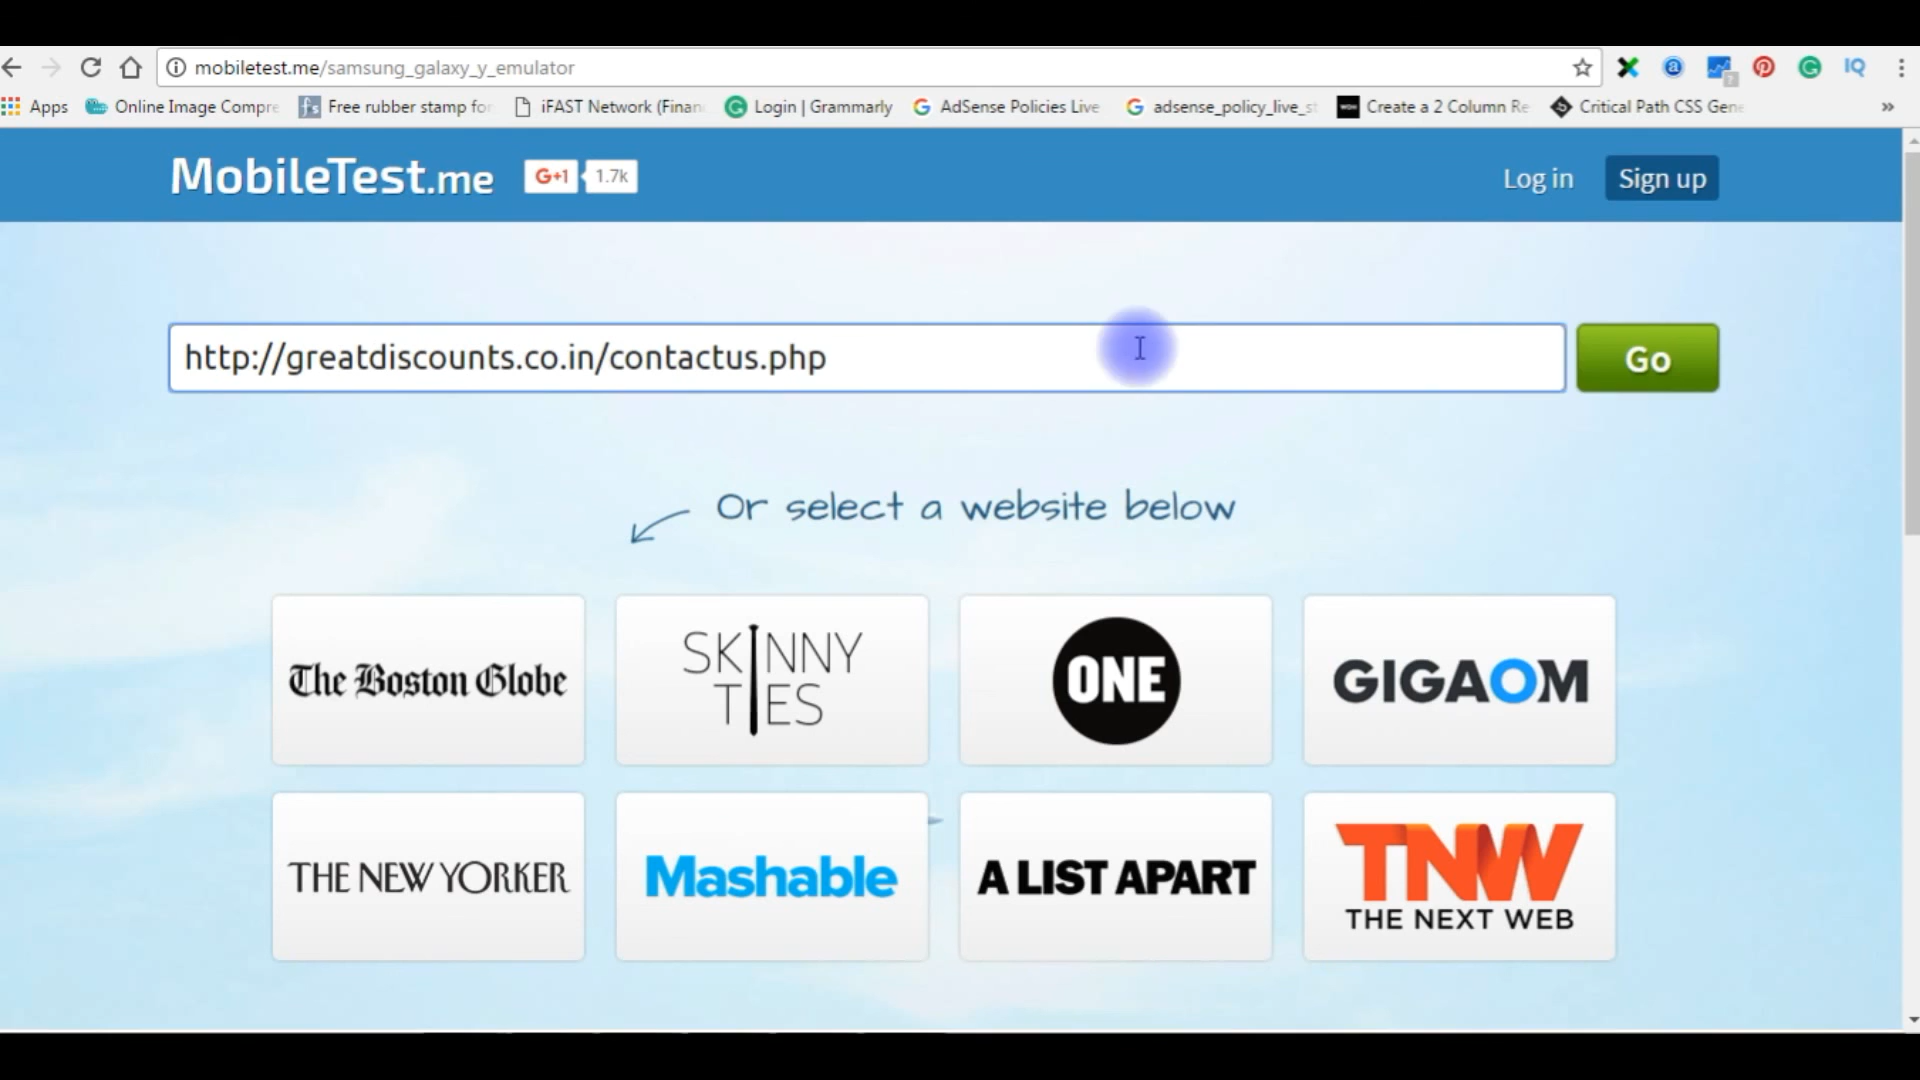 mobiletest.me/samsung_galaxy_y_emulator
Apps Online Image Compre Free rubber stamp for iFAST Network (Finan Login | Grammarly AdSense Policies Live adsense_policy_live_st Create a 2 Column Re Critical Path CSS Gene »
MobileTest.me G+1 1.7k Log in Sign up
http://greatdiscounts.co.in/contactus.php Go
Or select a website below
The Boston Globe
SKINNY
TIES
ONE
GIGAOM
THE NEW YORKER
Mashable
A LIST APART
TNW
THE NEXT WEB